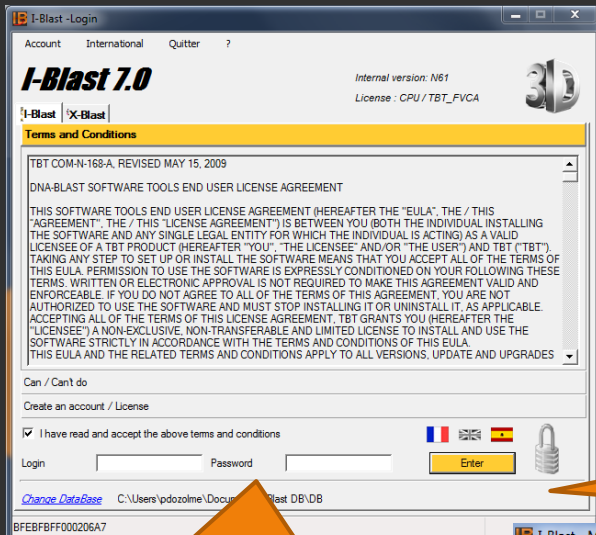 I-Blast -Login
Account International Quitter ?
I-Blast 7.0
Internal version: N61
License : CPU / TBT_FVCA
3D
I-Blast X-Blast
Terms and Conditions
TBT COM-N-168-A, REVISED MAY 15, 2009
DNA-BLAST SOFTWARE TOOLS END USER LICENSE AGREEMENT
THIS SOFTWARE TOOLS END USER LICENSE AGREEMENT (HEREAFTER THE "EULA", THE / THIS
"AGREEMENT", THE / THIS "LICENSE AGREEMENT") IS BETWEEN YOU (BOTH THE INDIVIDUAL INSTALLING
THE SOFTWARE AND ANY SINGLE LEGAL ENTITY FOR WHICH THE INDIVIDUAL IS ACTING) AS A VALID
LICENSEE OF A TBT PRODUCT (HEREAFTER "YOU", "THE LICENSEE" AND/OR "THE USER") AND TBT ("TBT").
TAKING ANY STEP TO SET UP OR INSTALL THE SOFTWARE MEANS THAT YOU ACCEPT ALL OF THE TERMS OF
THIS EULA. PERMISSION TO USE THE SOFTWARE IS EXPRESSLY CONDITIONED ON YOUR FOLLOWING THESE
TERMS. WRITTEN OR ELECTRONIC APPROVAL IS NOT REQUIRED TO MAKE THIS AGREEMENT VALID AND
ENFORCEABLE. IF YOU DO NOT AGREE TO ALL OF THE TERMS OF THIS AGREEMENT, YOU ARE NOT
AUTHORIZED TO USE THE SOFTWARE AND MUST STOP INSTALLING IT OR UNINSTALL IT, AS APPLICABLE.
ACCEPTING ALL OF THE TERMS OF THIS LICENSE AGREEMENT, TBT GRANTS YOU (HEREAFTER THE
"LICENSEE") A NON-EXCLUSIVE, NON-TRANSFERABLE AND LIMITED LICENSE TO INSTALL AND USE THE
SOFTWARE STRICTLY IN ACCORDANCE WITH THE TERMS AND CONDITIONS OF THIS EULA.
THIS EULA AND THE RELATED TERMS AND CONDITIONS APPLY TO ALL VERSIONS, UPDATE AND UPGRADES
Can / Can't do
Create an account / License
I have read and accept the above terms and conditions
Login Password Enter
Change DataBase C:\Users\pdozolme\Docu Blast DB\DB
BFEBFBFF000206A7
I-Blast - A